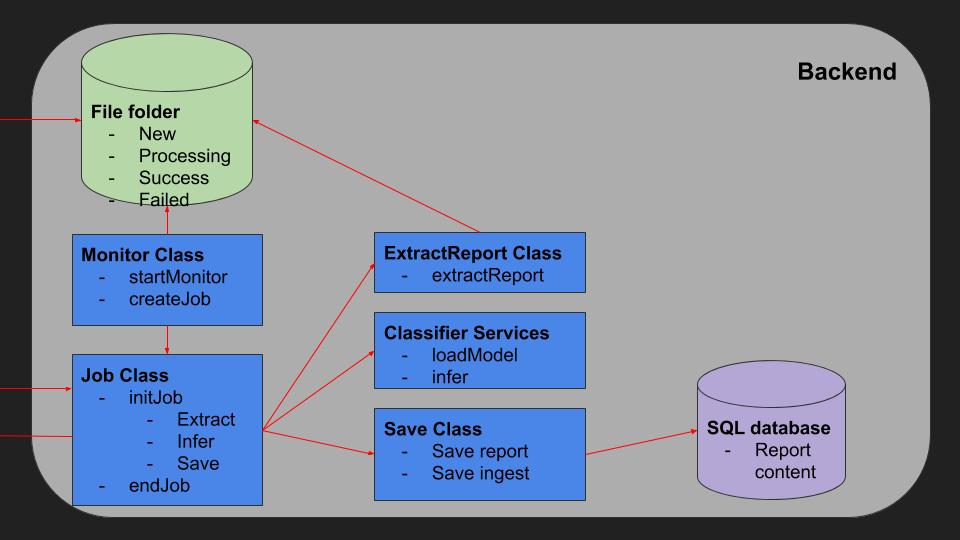 Backend
File folder
- New
- Processing
- Success
- Failed
Monitor Class
- startMonitor
- createJob
Job Class
- initJob
- Extract
- Infer
- Save
- endJob
ExtractReport Class
- extractReport
Classifier Services
- loadModel
- infer
Save Class
- Save report
- Save ingest
SQL database
- Report
content